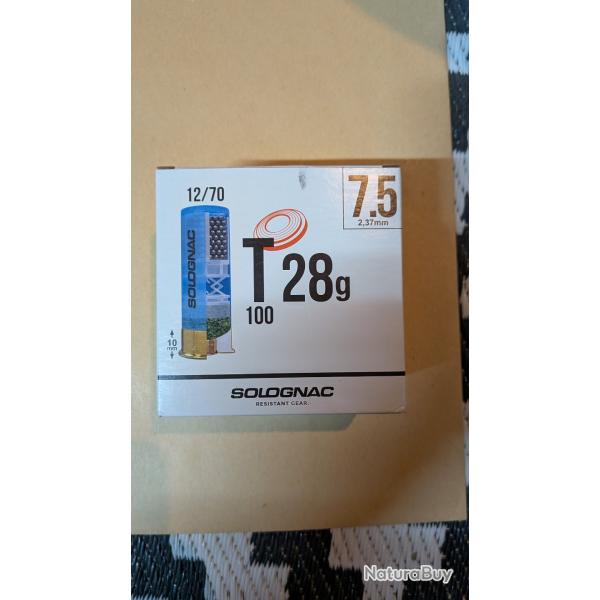 12/70
7.5
2,37mm
SOLOGNAC
T 28g
100
10
mm
SOLOGNAC
RESISTANT GEAR.
NaturaBuy